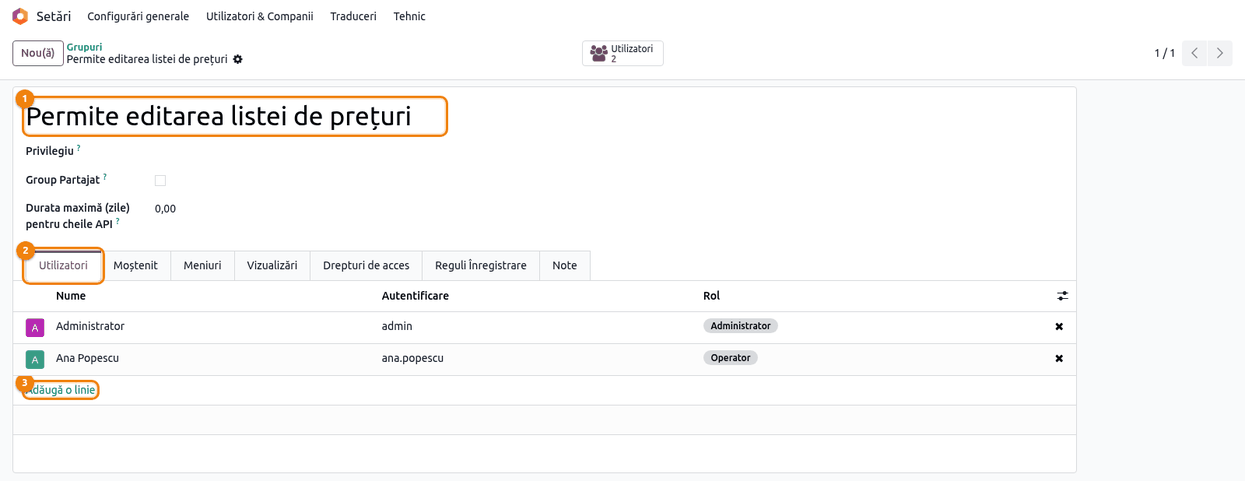 Setări Configurări generale Utilizatori & Companii Traduceri Tehnic
Nou(ă) Grupuri Utilizatori
Permite editarea listei de prețuri 2 1 / 1
1
Permite editarea listei de prețuri
Privilegiu ?
Group Partajat ?
Durata maximă (zile) 0,00
pentru cheile API ?
2
Utilizatori Moștenit Meniuri Vizualizări Drepturi de acces Reguli Înregistrare Note
Nume Autentificare Rol
A Administrator admin Administrator
A Ana Popescu ana.popescu Operator
3
Adăugă o linie